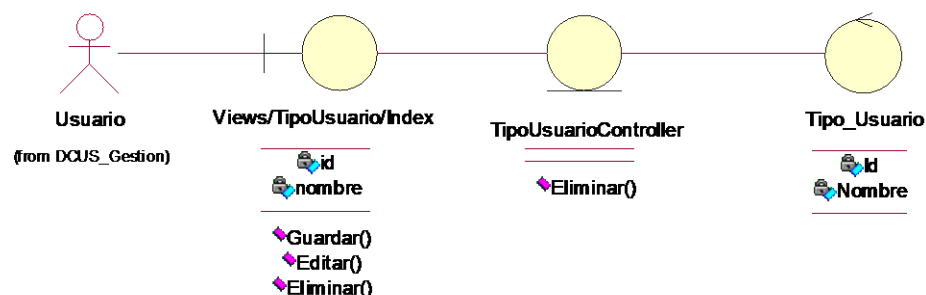 Usuario
(from DCUS_Gestion)
Views/TipoUsuario/Index
id
nombre
Guardar()
Editar()
Eliminar()
TipoUsuarioController
Eliminar()
Tipo_Usuario
Id
Nombre